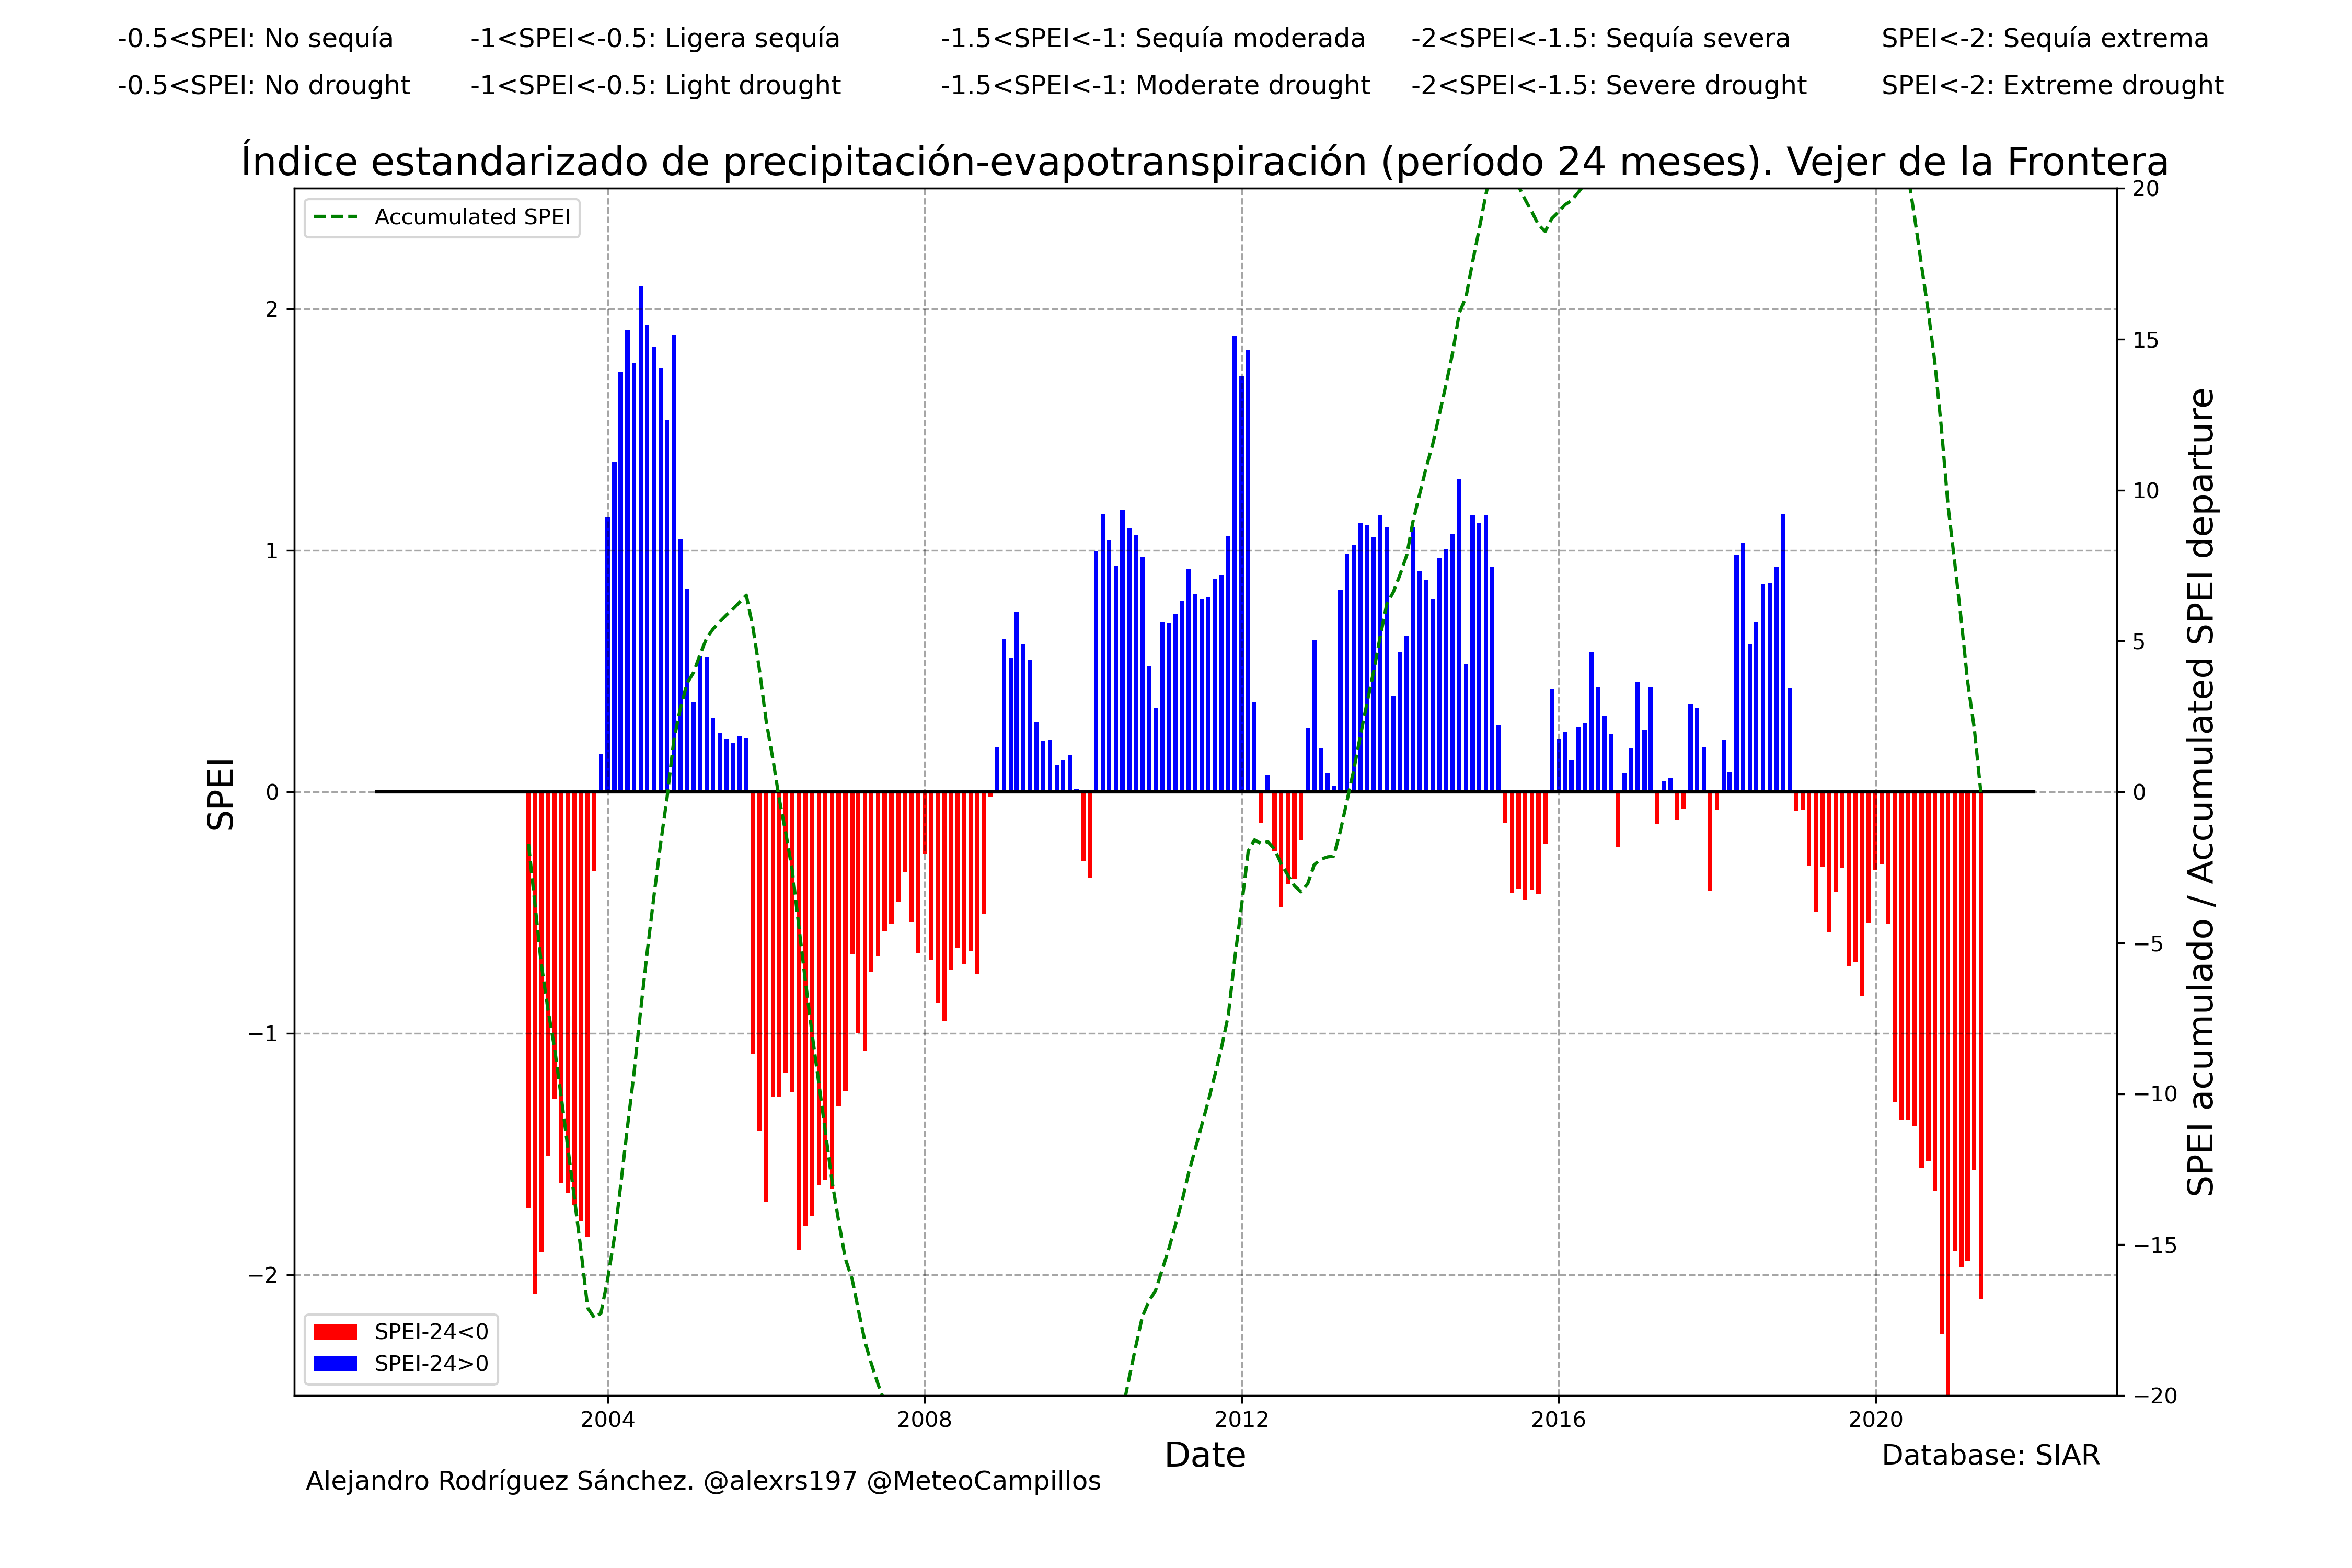 -0.5<SPEI: No sequía -1<SPEI<-0.5: Ligera sequía -1.5<SPEI<-1: Sequía moderada -2<SPEI<-1.5: Sequía severa SPEI<-2: Sequía extrema
-0.5<SPEI: No drought -1<SPEI<-0.5: Light drought -1.5<SPEI<-1: Moderate drought -2<SPEI<-1.5: Severe drought SPEI<-2: Extreme drought
Índice estandarizado de precipitación-evapotranspiración (período 24 meses). Vejer de la Frontera
Accumulated SPEI
SPEI
2
1
0
−1
−2
20
15
10
5
0
−5
−10
−15
−20
SPEI acumulado / Accumulated SPEI departure
SPEI-24<0
SPEI-24>0
2004 2008 2012 2016 2020
Date
Database: SIAR
Alejandro Rodríguez Sánchez. @alexrs197 @MeteoCampillos